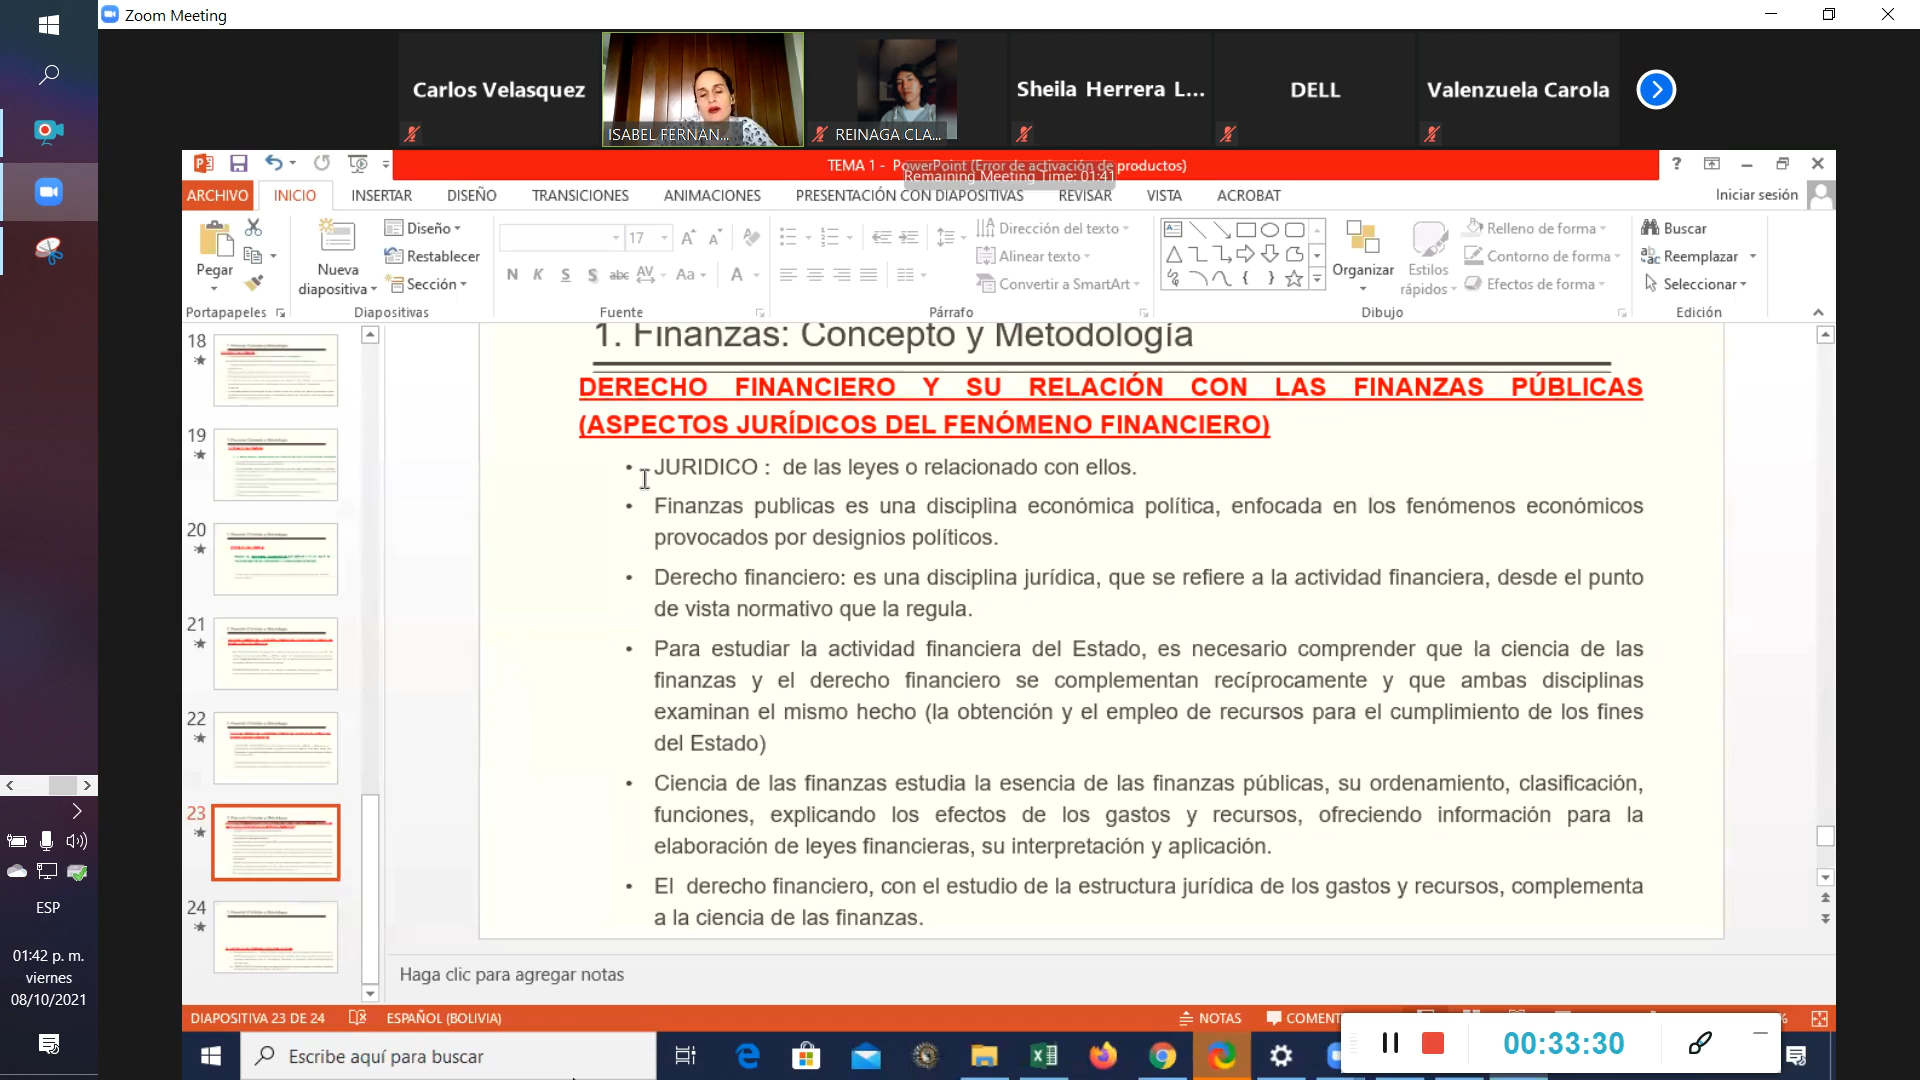 Zoom Meeting
Carlos Velasquez
ISABEL FERNAN...
REINAGA CLA...
Sheila Herrera L...
DELL
Valenzuela Carola
TEMA 1 - PowerPoint (Error de activación de productos)
Remaining Meeting Time: 01:41
ARCHIVO INICIO INSERTAR DISEÑO TRANSICIONES ANIMACIONES PRESENTACIÓN CON DIAPOSITIVAS REVISAR VISTA ACROBAT
Iniciar sesión
Pegar
Nueva diapositiva
Diseño
Restablecer
Sección
17
N K S S abc AV Aa A
Dirección del texto
Alinear texto
Convertir a SmartArt
Organizar
Estilos rápidos
Relleno de forma
Contorno de forma
Efectos de forma
Buscar
Reemplazar
Seleccionar
Portapapeles Diapositivas Fuente Párrafo Dibujo Edición
18
19
20
21
22
23
24
1. Finanzas: Concepto y Metodología
DERECHO FINANCIERO Y SU RELACIÓN CON LAS FINANZAS PÚBLICAS
(ASPECTOS JURÍDICOS DEL FENÓMENO FINANCIERO)
• JURIDICO : de las leyes o relacionado con ellos.
• Finanzas publicas es una disciplina económica política, enfocada en los fenómenos económicos
provocados por designios políticos.
• Derecho financiero: es una disciplina jurídica, que se refiere a la actividad financiera, desde el punto
de vista normativo que la regula.
• Para estudiar la actividad financiera del Estado, es necesario comprender que la ciencia de las
finanzas y el derecho financiero se complementan recíprocamente y que ambas disciplinas
examinan el mismo hecho (la obtención y el empleo de recursos para el cumplimiento de los fines
del Estado)
• Ciencia de las finanzas estudia la esencia de las finanzas públicas, su ordenamiento, clasificación,
funciones, explicando los efectos de los gastos y recursos, ofreciendo información para la
elaboración de leyes financieras, su interpretación y aplicación.
• El derecho financiero, con el estudio de la estructura jurídica de los gastos y recursos, complementa
a la ciencia de las finanzas.
Haga clic para agregar notas
DIAPOSITIVA 23 DE 24 ESPAÑOL (BOLIVIA) NOTAS COMENT
Escribe aquí para buscar
00:33:30
ESP
01:42 p. m.
viernes
08/10/2021